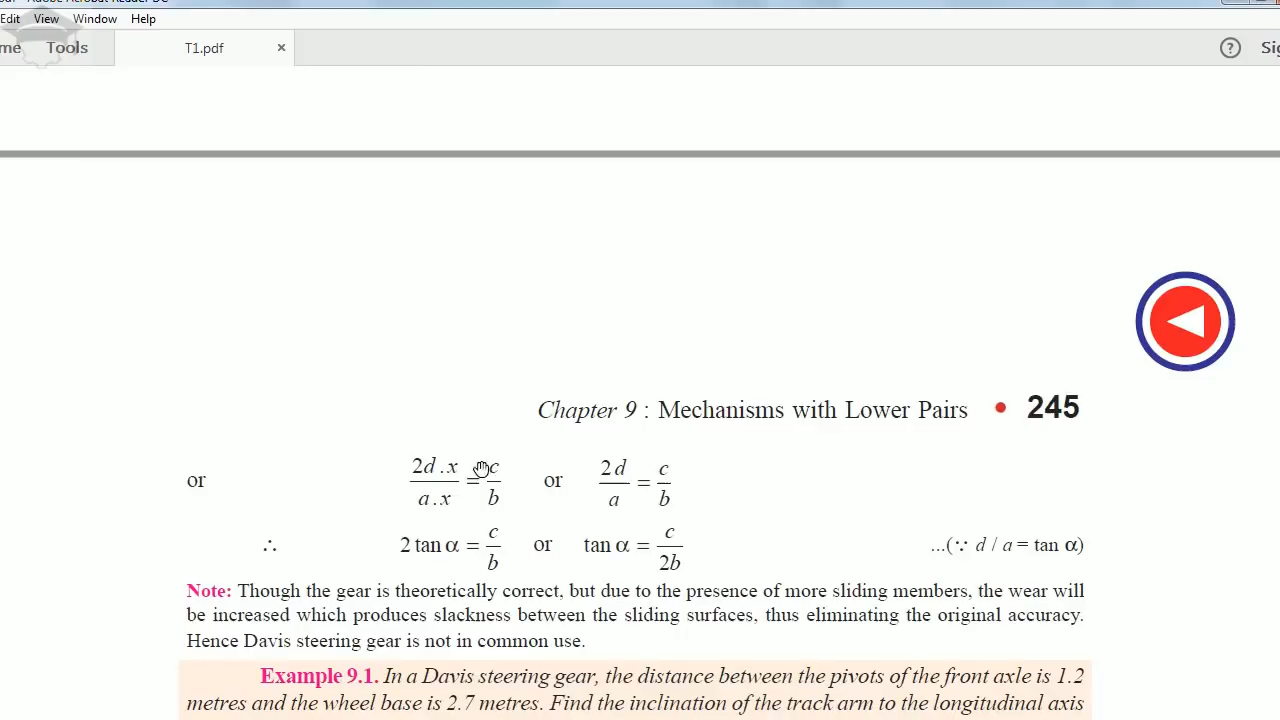 Edit View Window Help
Tools T1.pdf × ?
Chapter 9 : Mechanisms with Lower Pairs • 245
or 2d . x / a . x = c / b or 2d / a = c / b
∴ 2 tan α = c / b or tan α = c / 2b ...(∵ d / a = tan α)
Note: Though the gear is theoretically correct, but due to the presence of more sliding members, the wear will
be increased which produces slackness between the sliding surfaces, thus eliminating the original accuracy.
Hence Davis steering gear is not in common use.
Example 9.1. In a Davis steering gear, the distance between the pivots of the front axle is 1.2
metres and the wheel base is 2.7 metres. Find the inclination of the track arm to the longitudinal axis